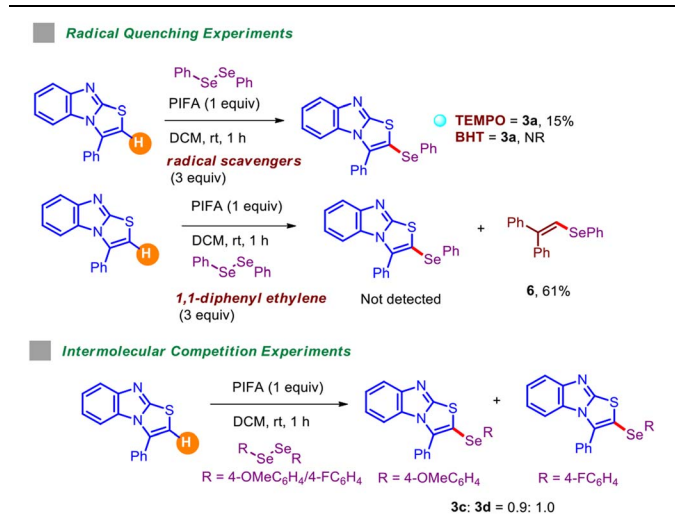 Radical Quenching Experiments
Ph Se Se Ph
PIFA (1 equiv)
DCM, rt, 1 h
radical scavengers
(3 equiv)
N S N Ph H
N S N Ph Se Ph
TEMPO = 3a, 15%
BHT = 3a, NR
PIFA (1 equiv)
DCM, rt, 1 h
Ph Se Se Ph
1,1-diphenyl ethylene
(3 equiv)
N S N Ph H
N S N Ph Se Ph
Not detected
+
Ph Ph SePh
6, 61%
Intermolecular Competition Experiments
N S N Ph H
PIFA (1 equiv)
DCM, rt, 1 h
R Se Se R
R = 4-OMeC6H4/4-FC6H4
N S N Ph Se R
R = 4-OMeC6H4
+
N S N Ph Se R
R = 4-FC6H4
3c: 3d = 0.9: 1.0